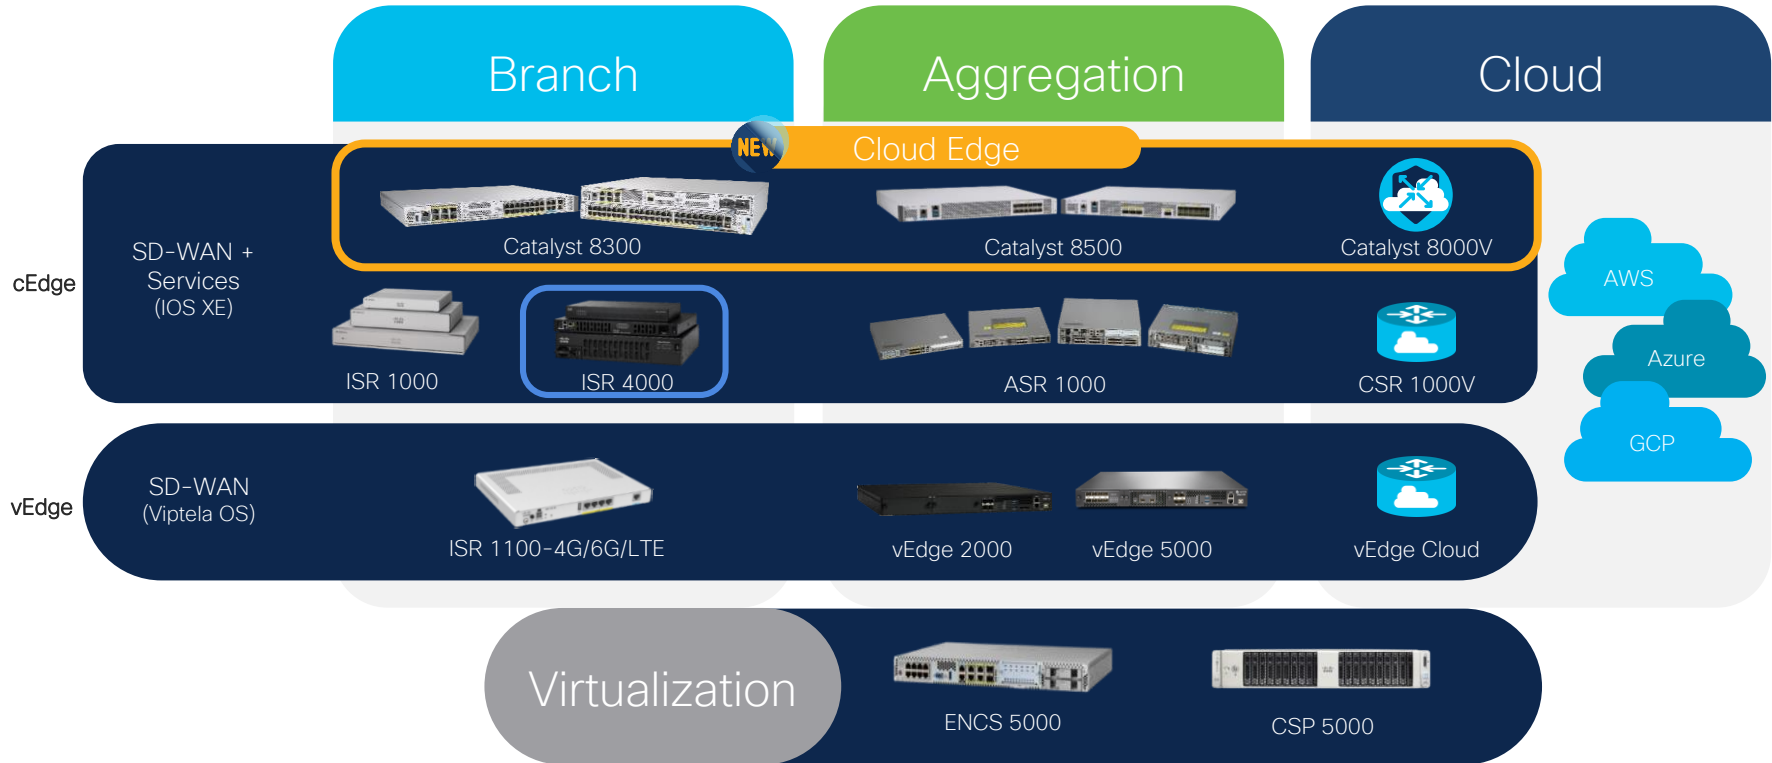 Branch
Aggregation
Cloud
NEW
Cloud Edge
Catalyst 8300
Catalyst 8500
Catalyst 8000V
cEdge
SD-WAN +
Services
(IOS XE)
AWS
ISR 1000
ISR 4000
ASR 1000
CSR 1000V
Azure
GCP
vEdge
SD-WAN
(Viptela OS)
ISR 1100-4G/6G/LTE
vEdge 2000
vEdge 5000
vEdge Cloud
Virtualization
ENCS 5000
CSP 5000